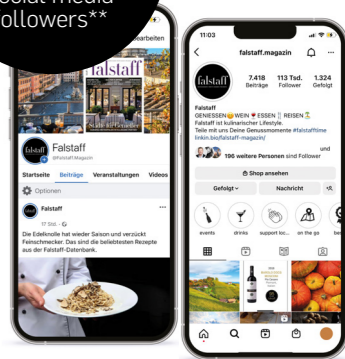 social media
followers**
bearbeiten
falstaff
falstaff
Falstaff
@Falstaff.Magazin
Startseite Beiträge Veranstaltungen Videos
Optionen
Falstaff
17 Std.
Die Edelknolle hat wieder Saison und verzückt
Feinschmecker. Das sind die beliebtesten Rezepte
aus der Falstaff-Datenbank.
11:03
falstaff.magazin
falstaff
7.418 113 Tsd. 1.324
Beiträge Follower Gefolgt
Falstaff
GENIESSEN WEIN ESSEN REISEN
Falstaff ist kulinarischer Lifestyle.
Teile mit uns Deine Genussmomente #falstafftime
linkin.bio/falstaff-magazin/
und
196 weitere Personen sind Follower
Shop ansehen
Gefolgt Nachricht
events drinks support loc... on the go